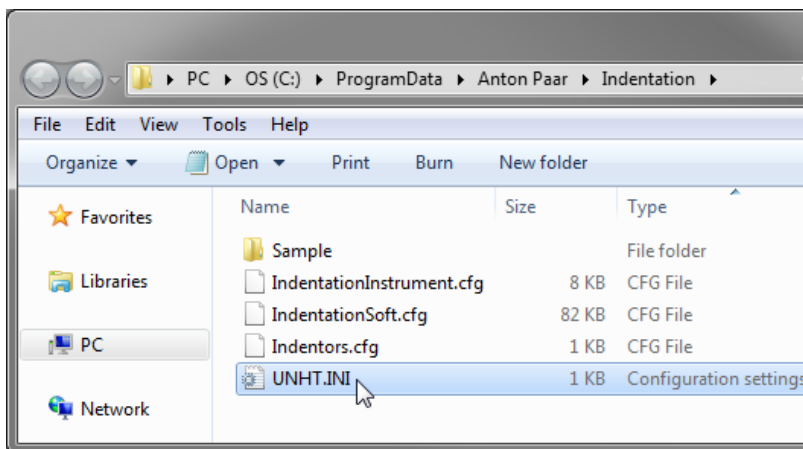 PC OS (C:) ProgramData Anton Paar Indentation
File Edit View Tools Help
Organize Open Print Burn New folder
Name Size Type
Favorites
Sample File folder
Libraries
IndentationInstrument.cfg 8 KB CFG File
IndentationSoft.cfg 82 KB CFG File
PC
Indentors.cfg 1 KB CFG File
UNHT.INI 1 KB Configuration settings
Network